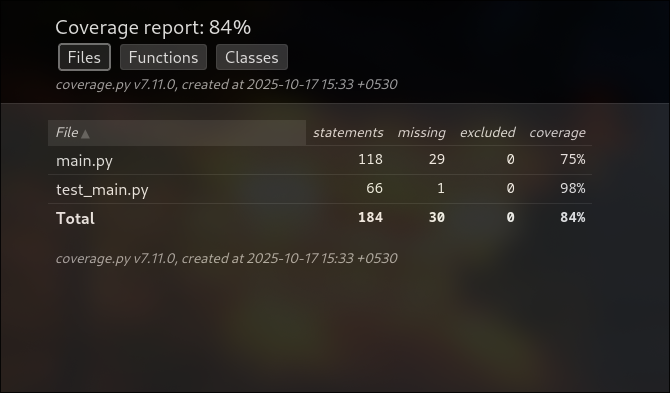 Coverage report: 84%
Files Functions Classes
coverage.py v7.11.0, created at 2025-10-17 15:33 +0530
File ▲ statements missing excluded coverage
main.py 118 29 0 75%
test_main.py 66 1 0 98%
Total 184 30 0 84%
coverage.py v7.11.0, created at 2025-10-17 15:33 +0530